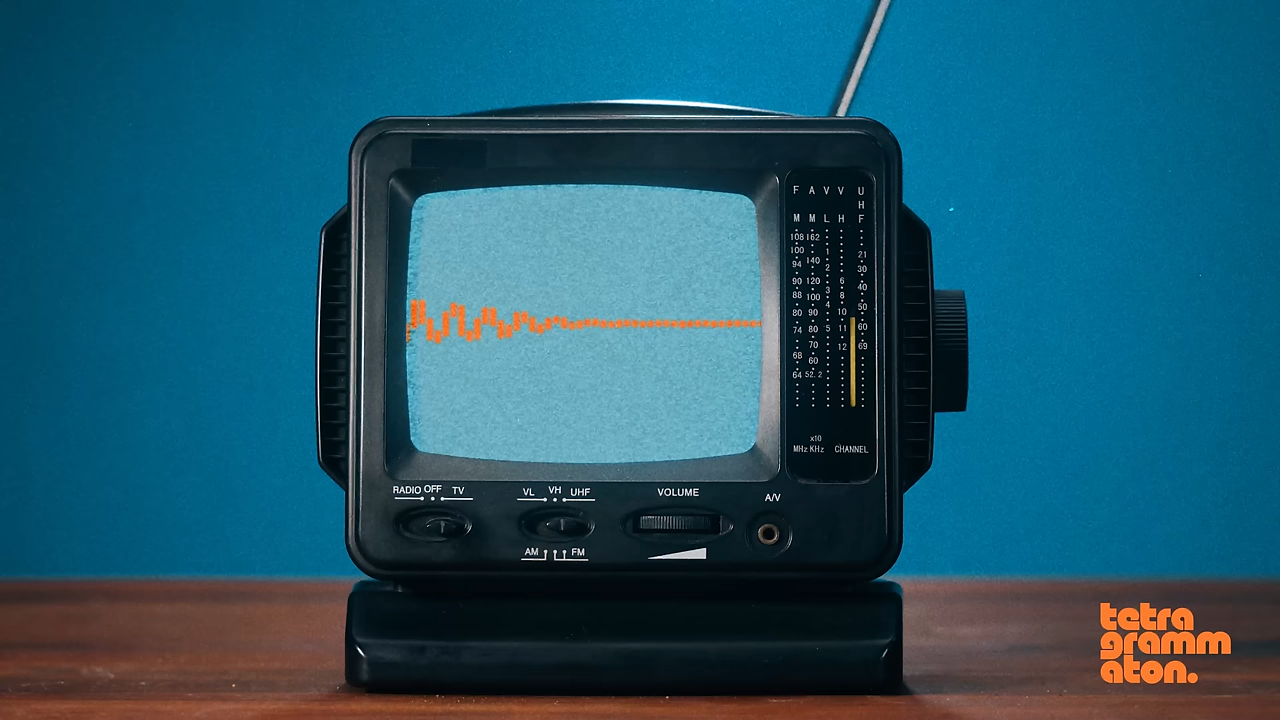 F A V V U
H
M M L H F
108 162
100 1 21
94 140 2 30
90 120 3 6 40
88 100 4 8 50
80 90 10
74 80 5 11 60
70 12 69
68 60
64 52.2
x10
MHz KHz CHANNEL
RADIO OFF TV
VL VH UHF
VOLUME
A/V
AM FM
tetra
gramm
aton.